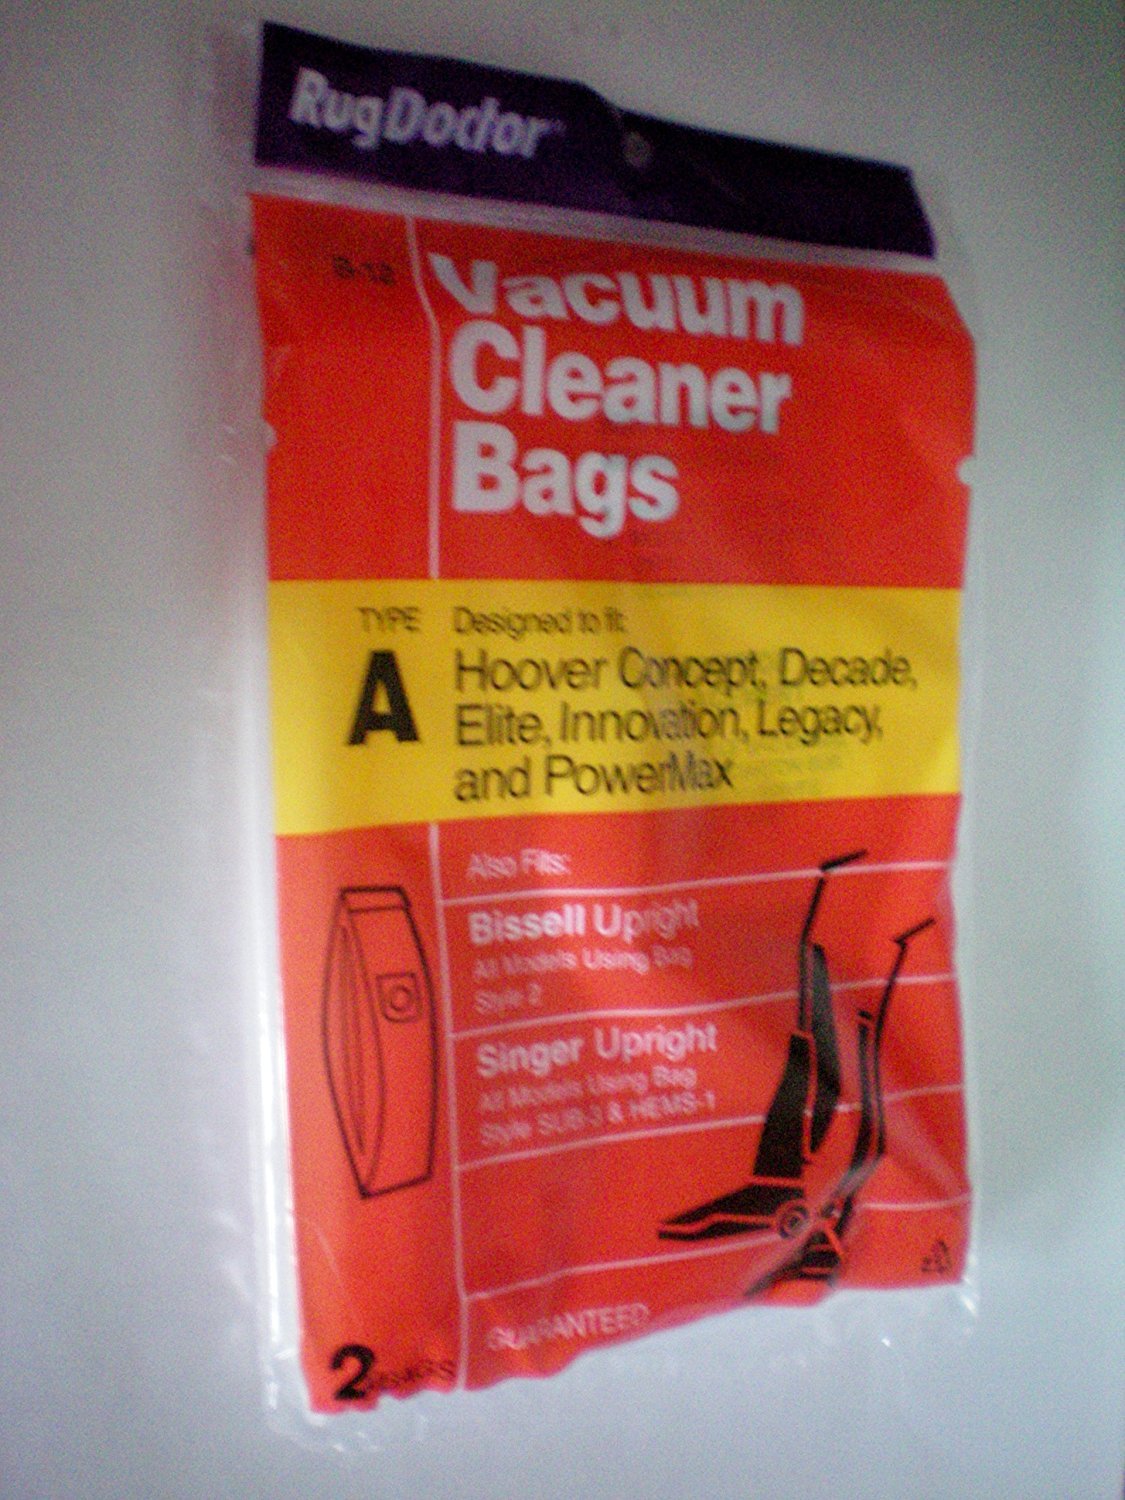 RugDoctor
B-12
Vacuum
Cleaner
Bags
TYPE
A
Designed to fit:
Hoover Concept, Decade,
Elite, Innovation, Legacy,
and PowerMax
Also Fits:
Bissell Upright
All Models Using Bag
Style 2
Singer Upright
All Models Using Bag
Style SUB-3 & HEMS-1
GUARANTEED
2 BAGS